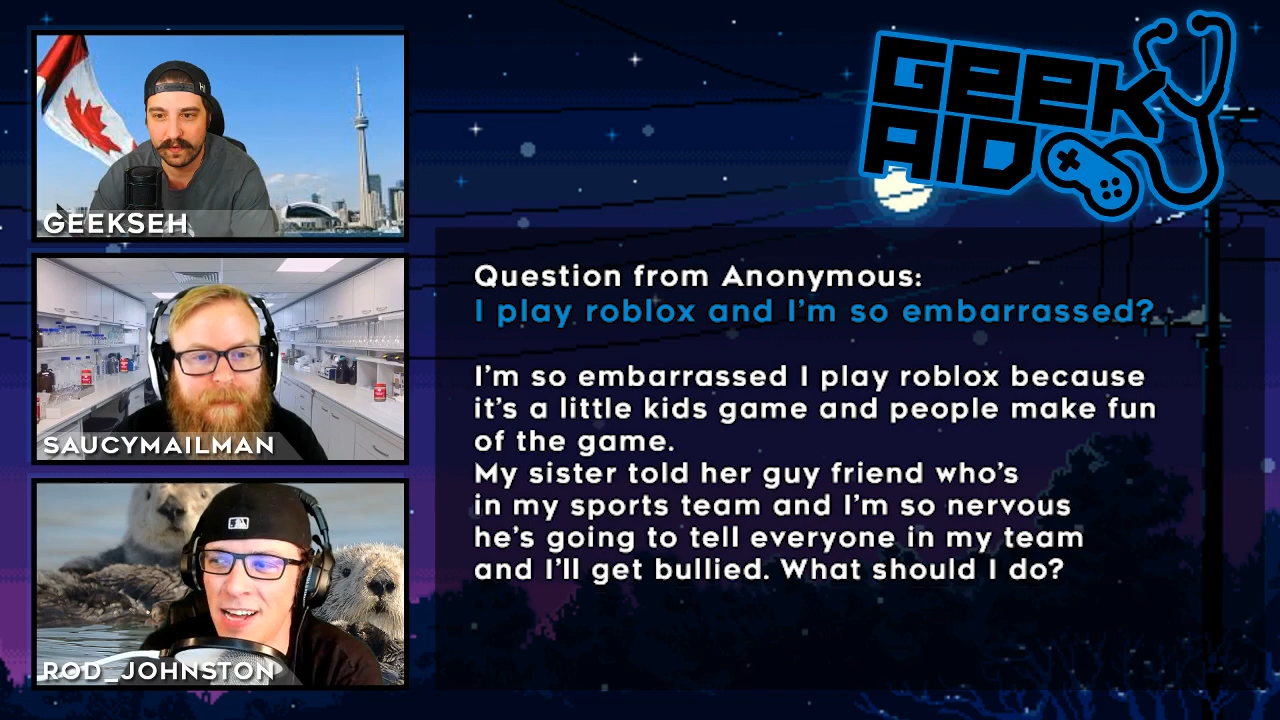 GEEK
AID
GEEKSEH
SAUCYMAILMAN
ROD_JOHNSTON
Question from Anonymous:
I play roblox and I'm so embarrassed?
I'm so embarrassed I play roblox because
it's a little kids game and people make fun
of the game.
My sister told her guy friend who's
in my sports team and I'm so nervous
he's going to tell everyone in my team
and I'll get bullied. What should I do?